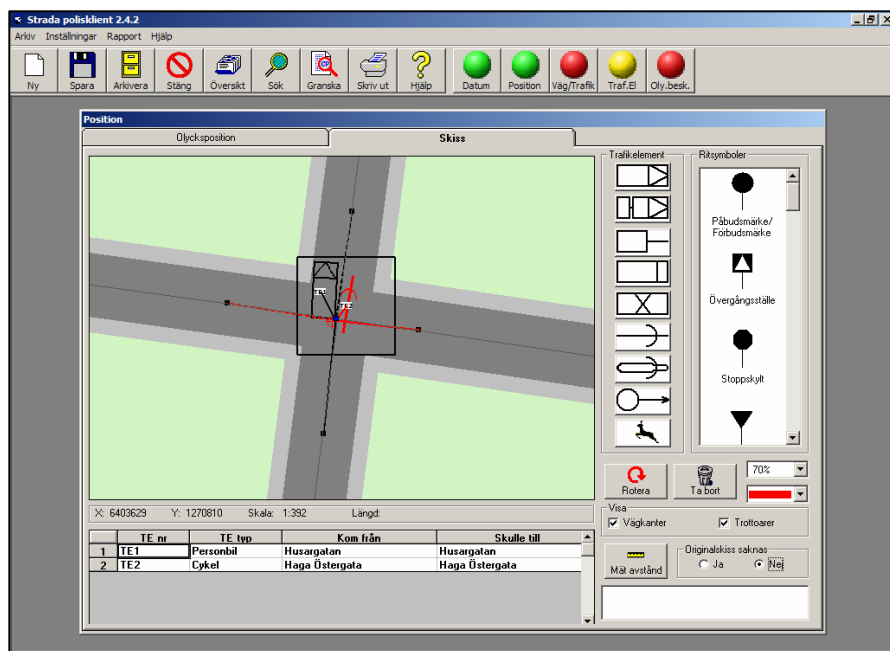 Strada polisklient 2.4.2
Arkiv Inställningar Rapport Hjälp
Ny Spara Arkivera Stäng Översikt Sök Granska Skriv ut Hjälp Datum Position Väg/Trafik Traf.El Oly.besk.
Position
Olycksposition Skiss
Trafikelement
Ritsymboler
Påbudsmärke/
Förbudsmärke
Övergångsställe
Stoppskylt
TE1
TE2
Rotera
Ta bort
70%
X: 6403629 Y: 1270810 Skala: 1:392 Längd:
Visa
Vägkanter Trottoarer
TE nr TE typ Kom från Skulle till
1 TE1 Personbil Husargatan Husargatan
2 TE2 Cykel Haga Östergata Haga Östergata
Mät avstånd
Originalskiss saknas
Ja Nej